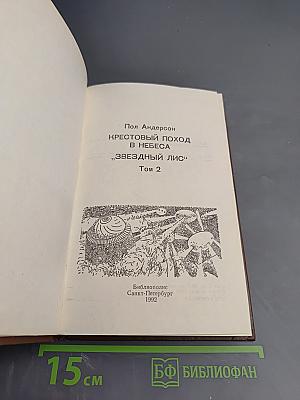 Пол Андерсон
КРЕСТОВЫЙ ПОХОД
В НЕБЕСА
„ЗВЕЗДНЫЙ ЛИС“
Том 2
Библиополис
Санкт-Петербург
1992
15 см
БФ БИБЛИОФАН